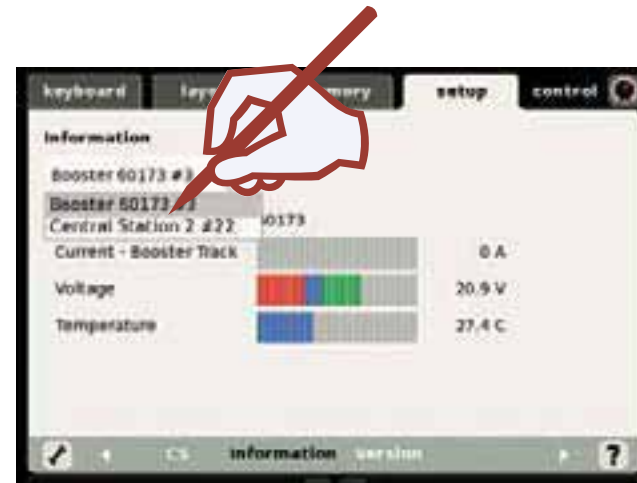 keyboard setup control
Information
Booster 60173 #3
Booster 60173 #3
Central Station 2 #22 60173
Current - Booster Track 0 A
Voltage 20.9 V
Temperature 27.4 C
CS information version ?